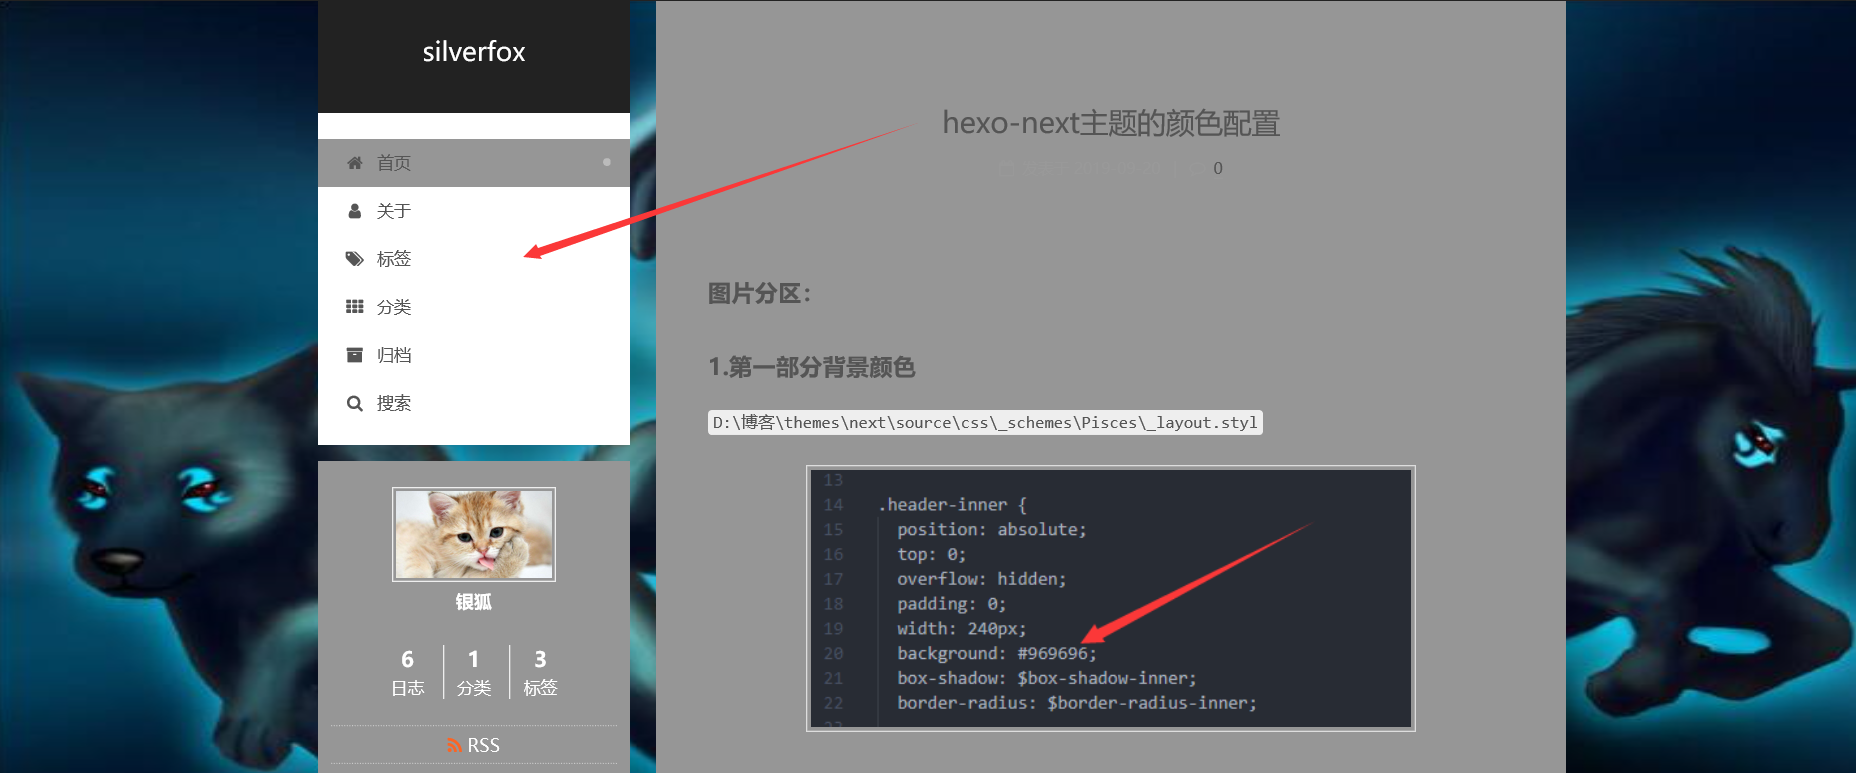 silverfox
首页
关于
标签
分类
归档
搜索
银狐
6 1 3
日志 分类 标签
RSS
hexo-next主题的颜色配置
0
图片分区：
1.第一部分背景颜色
D:\博客\themes\next\source\css\_schemes\Pisces\_layout.styl
13
14 .header-inner {
15 position: absolute;
16 top: 0;
17 overflow: hidden;
18 padding: 0;
19 width: 240px;
20 background: #969696;
21 box-shadow: $box-shadow-inner;
22 border-radius: $border-radius-inner;